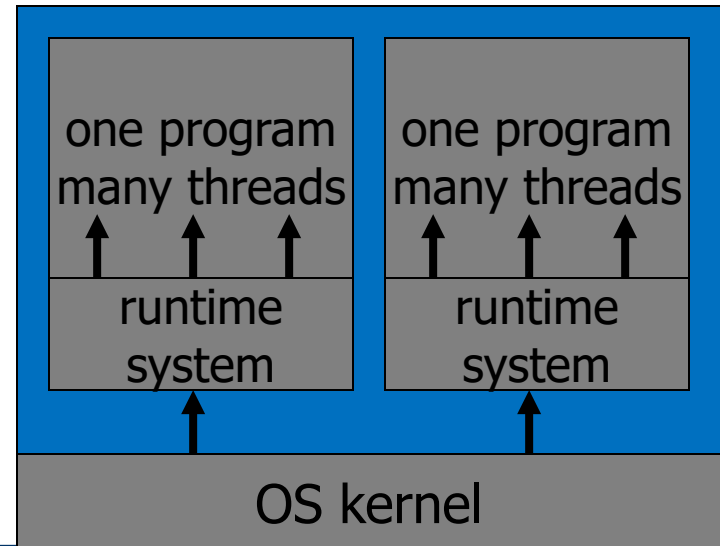 one program
many threads
runtime
system
one program
many threads
runtime
system
OS kernel